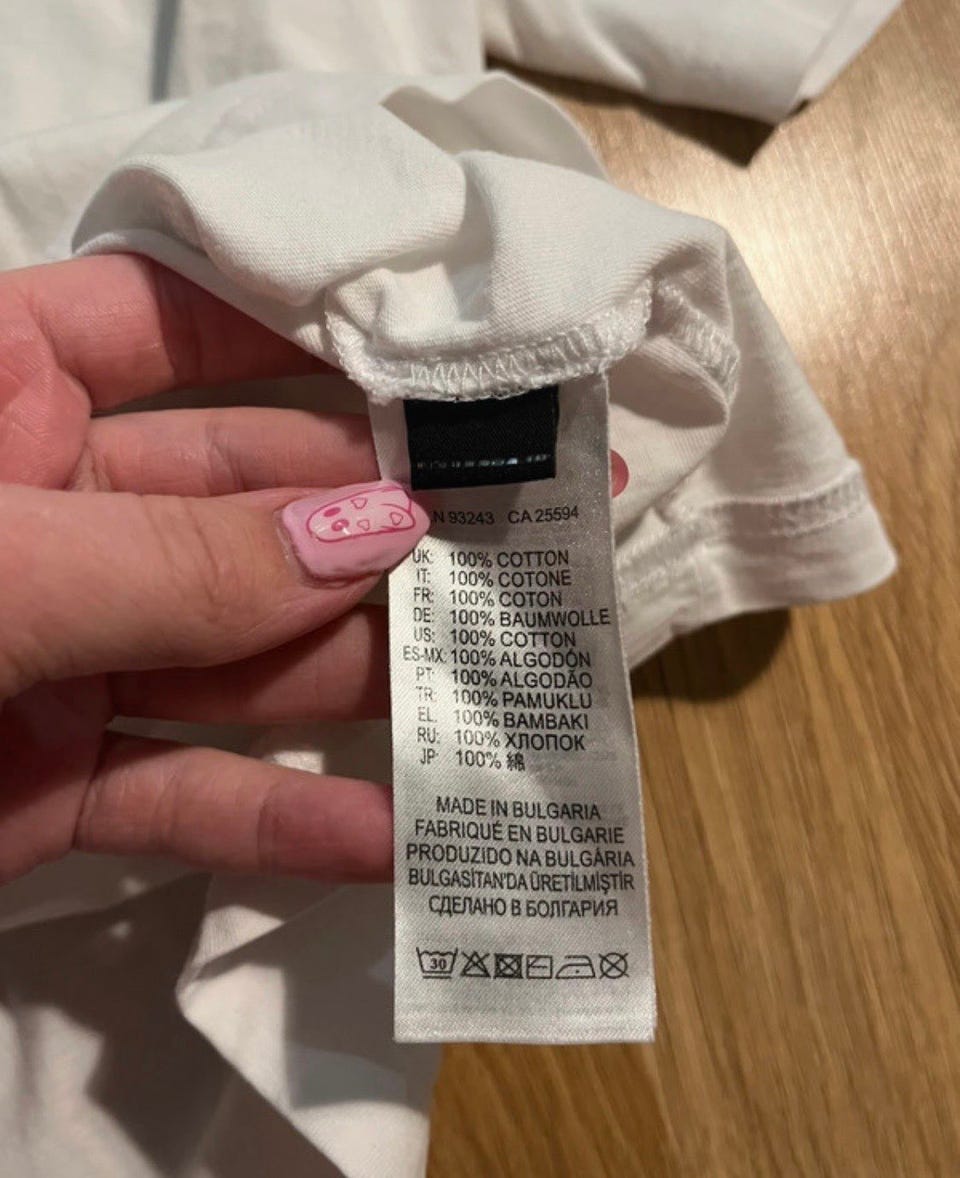 N 93243 CA 25594
UK: 100% COTTON
IT: 100% COTONE
FR: 100% COTON
DE: 100% BAUMWOLLE
US: 100% COTTON
ES-MX: 100% ALGODÓN
PT: 100% ALGODÃO
TR: 100% PAMUKLU
EL: 100% BAMBAKI
RU: 100% ХЛОПОК
JP: 100% 綿
MADE IN BULGARIA
FABRIQUÉ EN BULGARIE
PRODUZIDO NA BULGÁRIA
BULGASİTAN'DA ÜRETİLMİŞTİR
СДЕЛАНО В БОЛГАРИЯ
30